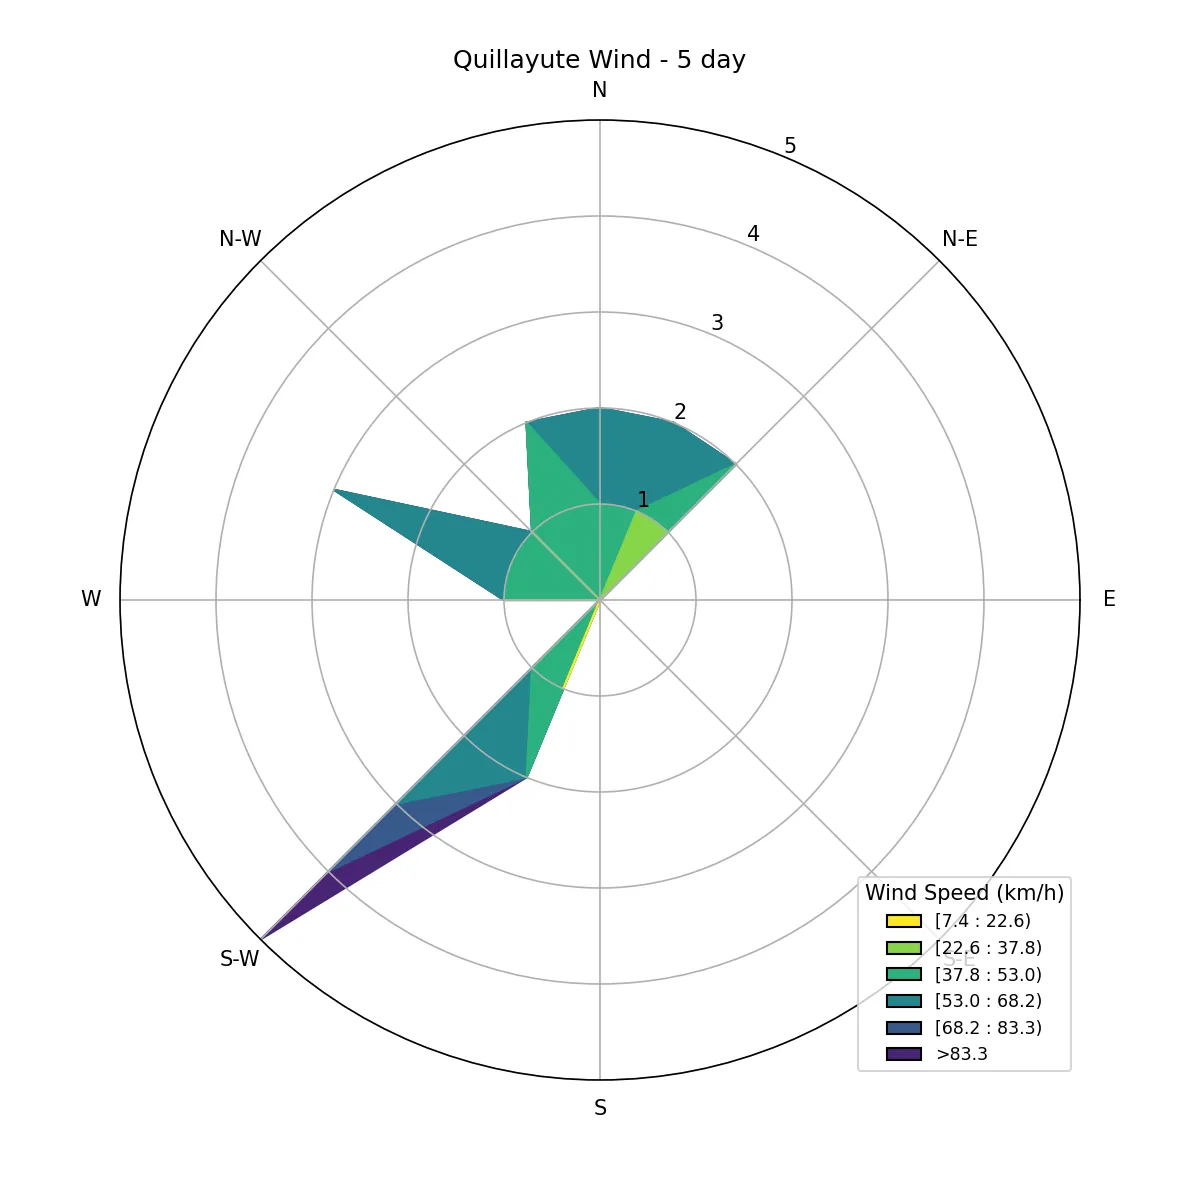 Quillayute Wind - 5 day
N
5
N-W
N-E
4
3
2
1
W
E
S-W
S-E
S
Wind Speed (km/h)
[7.4 : 22.6)
[22.6 : 37.8)
[37.8 : 53.0)
[53.0 : 68.2)
[68.2 : 83.3)
>83.3